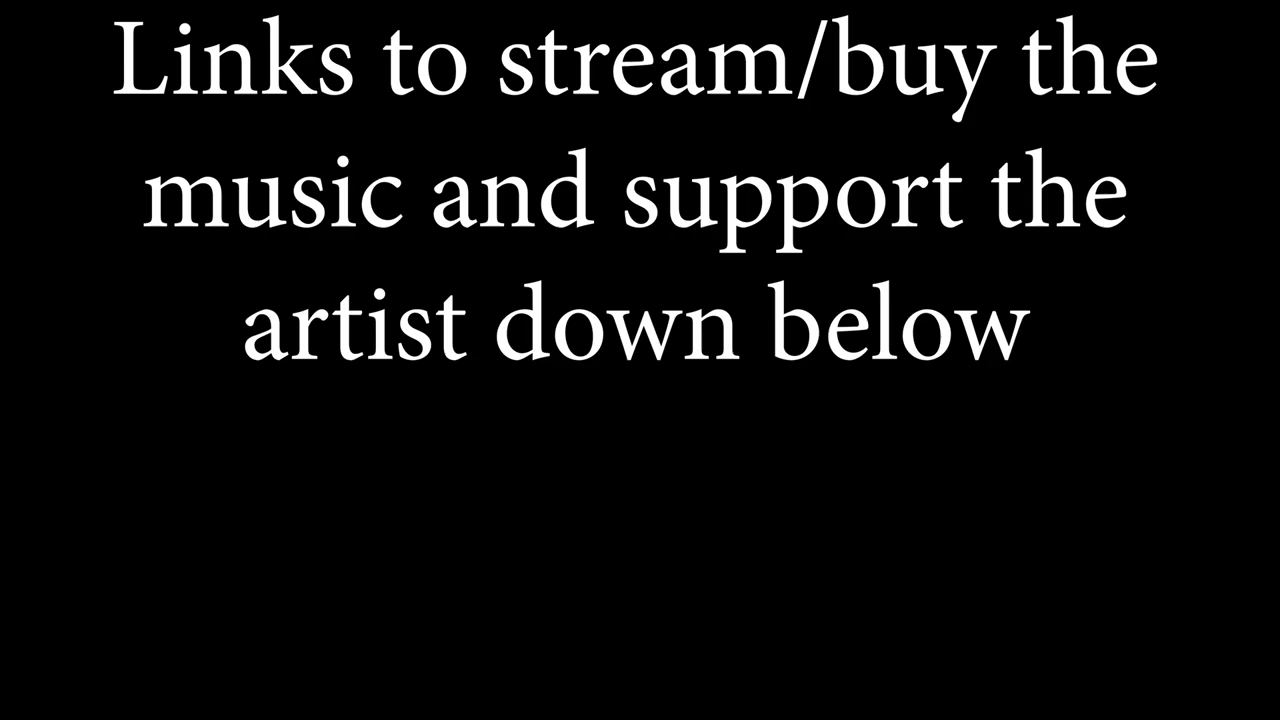 Links to stream/buy the
music and support the
artist down below